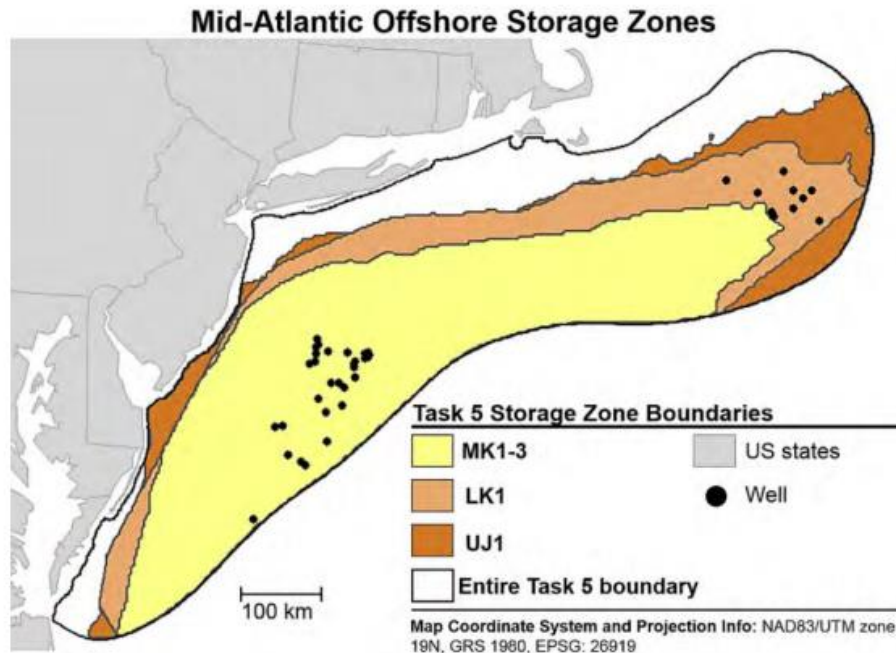 Mid-Atlantic Offshore Storage Zones
Task 5 Storage Zone Boundaries
MK1-3
US states
LK1
Well
UJ1
Entire Task 5 boundary
100 km
Map Coordinate System and Projection Info: NAD83/UTM zone
19N, GRS 1980, EPSG: 26919